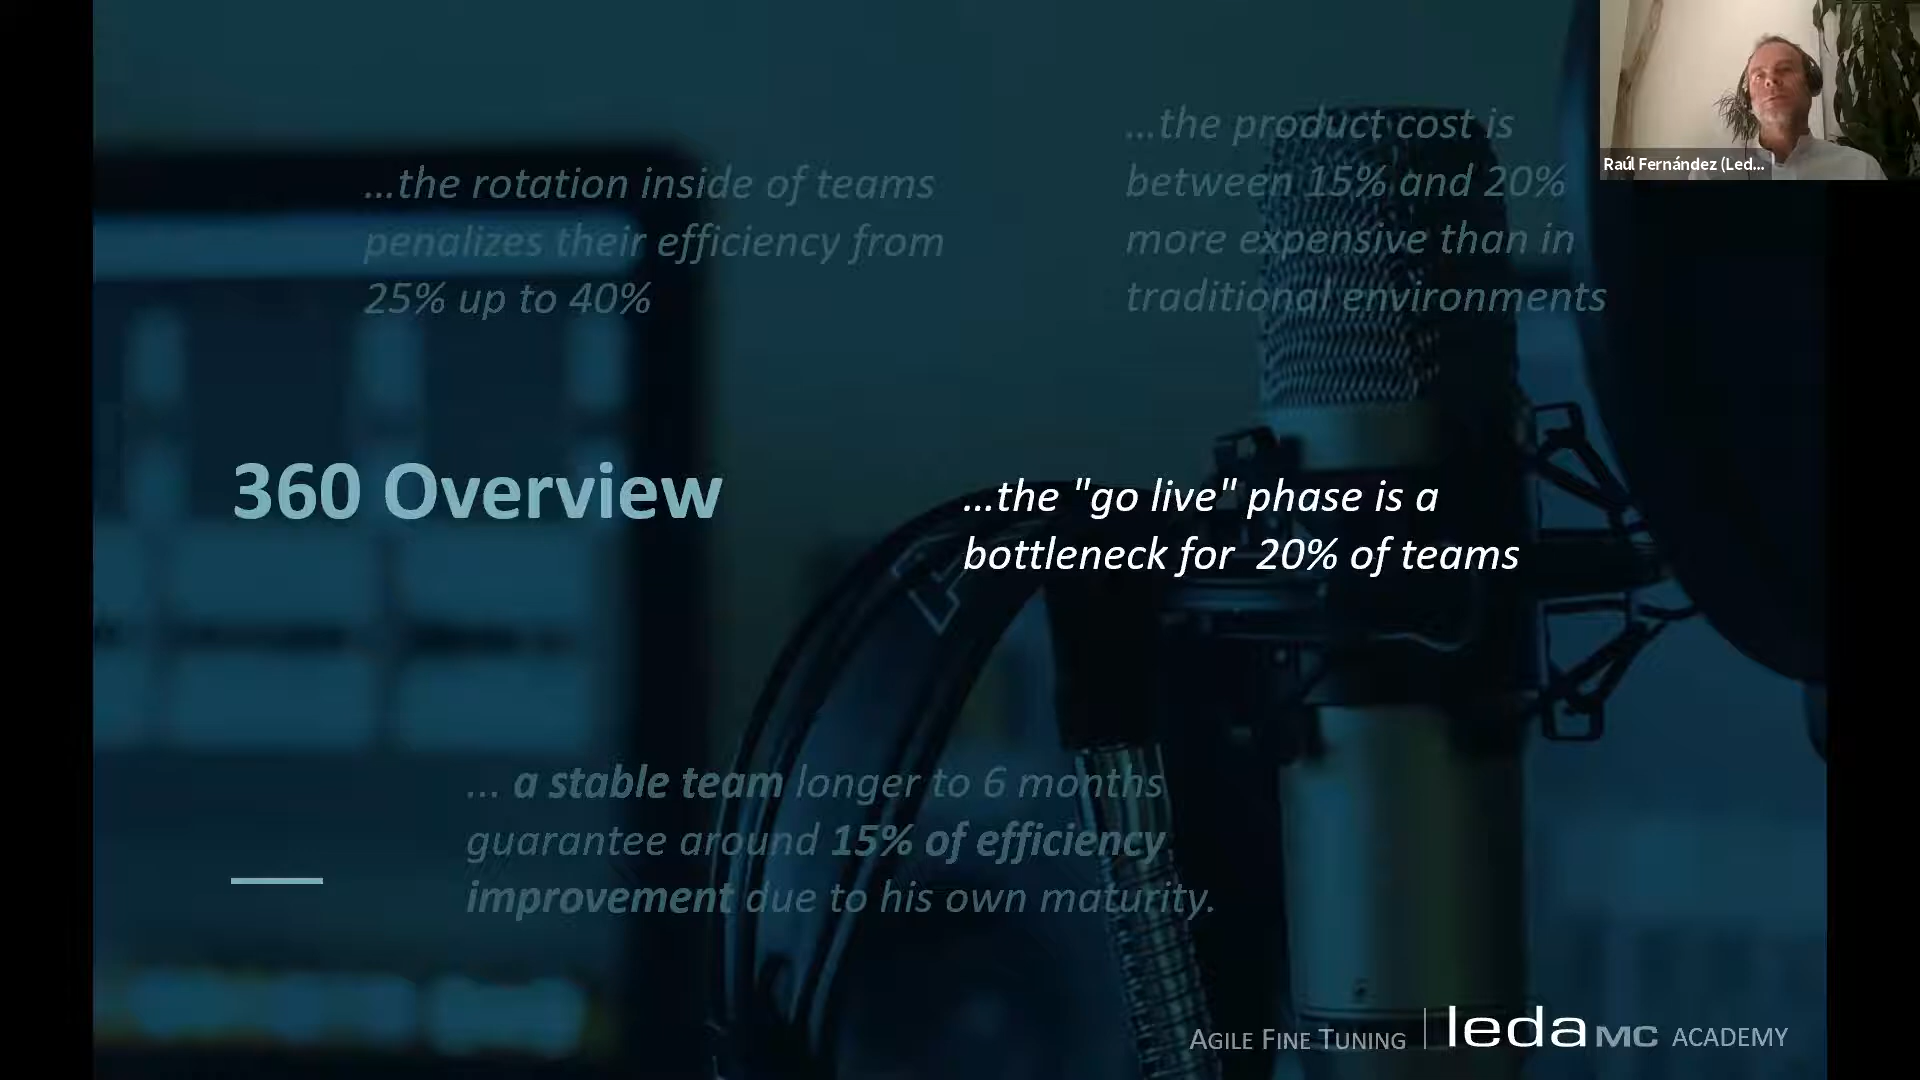 ...the product cost is
between 15% and 20%
more expensive than in
traditional environments
Raúl Fernández (Led...
...the rotation inside of teams
penalizes their efficiency from
25% up to 40%
360 Overview
...the "go live" phase is a
bottleneck for 20% of teams
... a stable team longer to 6 months
guarantee around 15% of efficiency
improvement due to his own maturity.
AGILE FINE TUNING | leda MC ACADEMY